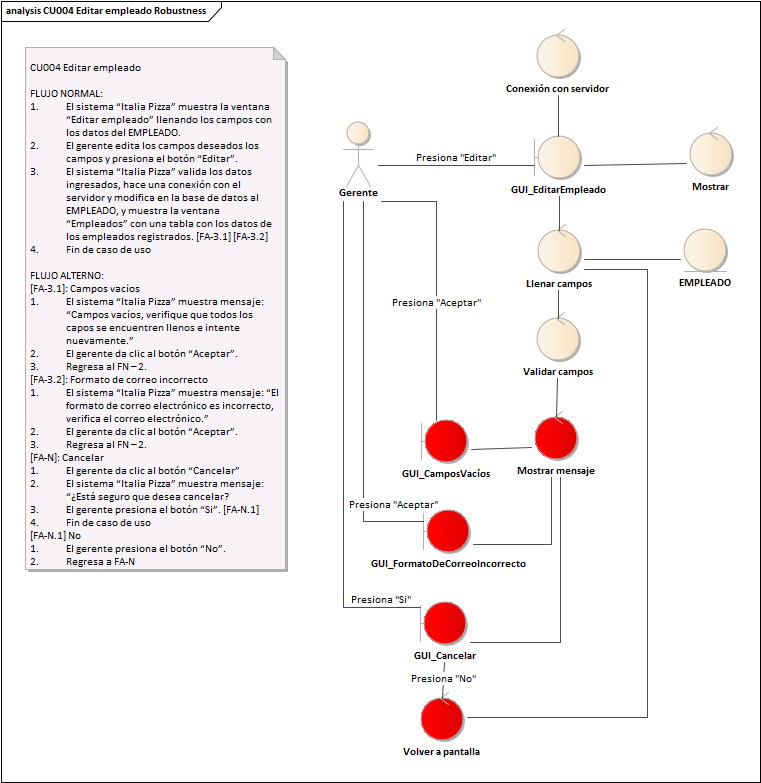 analysis CU004 Editar empleado Robustness
CU004 Editar empleado
FLUJO NORMAL:
1. El sistema “Italia Pizza” muestra la ventana
“Editar empleado” llenando los campos con
los datos del EMPLEADO.
2. El gerente edita los campos deseados los
campos y presiona el botón “Editar”.
3. El sistema “Italia Pizza” valida los datos
ingresados, hace una conexión con el
servidor y modifica en la base de datos al
EMPLEADO, y muestra la ventana
“Empleados” con una tabla con los datos de
los empleados registrados. [FA-3.1] [FA-3.2]
4. Fin de caso de uso
FLUJO ALTERNO:
[FA-3.1]: Campos vacíos
1. El sistema “Italia Pizza” muestra mensaje:
“Campos vacíos, verifique que todos los
capos se encuentren llenos e intente
nuevamente.”
2. El gerente da clic al botón “Aceptar”.
3. Regresa al FN – 2.
[FA-3.2]: Formato de correo incorrecto
1. El sistema “Italia Pizza” muestra mensaje: “El
formato de correo electrónico es incorrecto,
verifica el correo electrónico.”
2. El gerente da clic al botón “Aceptar”.
3. Regresa al FN – 2.
[FA-N]: Cancelar
1. El gerente da clic al botón “Cancelar”
2. El sistema “Italia Pizza” muestra mensaje:
“¿Está seguro que desea cancelar?
3. El gerente presiona el botón “Si”. [FA-N.1]
4. Fin de caso de uso
[FA-N.1] No
1. El gerente presiona el botón “No”.
2. Regresa a FA-N
Conexión con servidor
Presiona "Editar"
Gerente
GUI_EditarEmpleado
Mostrar
Llenar campos
EMPLEADO
Presiona "Aceptar"
Validar campos
GUI_CamposVacíos
Mostrar mensaje
Presiona "Aceptar"
GUI_FormatoDeCorreoIncorrecto
Presiona "Si"
GUI_Cancelar
Presiona "No"
Volver a pantalla